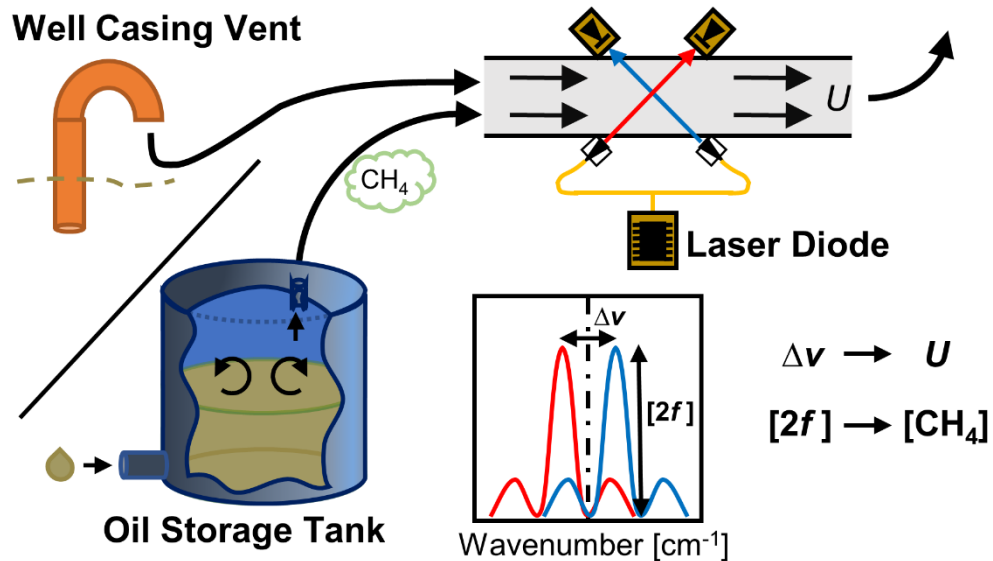 Well Casing Vent
U
CH₄
Laser Diode
Δv
[2f]
Δv → U
[2f] → [CH₄]
Oil Storage Tank
Wavenumber [cm⁻¹]